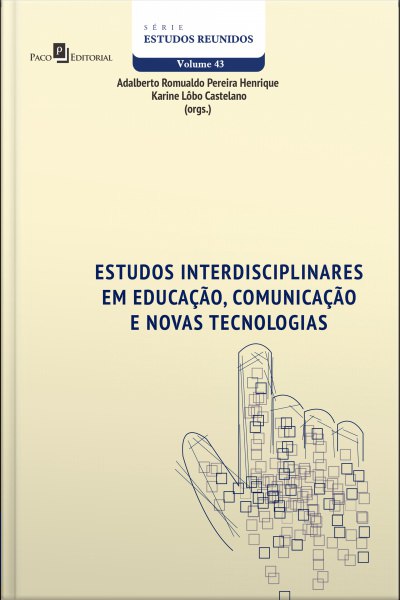 SÉRIE
ESTUDOS REUNIDOS
PACO EDITORIAL
Volume 43
Adalberto Romualdo Pereira Henrique
Karine Lôbo Castelano
(orgs.)
ESTUDOS INTERDISCIPLINARES
EM EDUCAÇÃO, COMUNICAÇÃO
E NOVAS TECNOLOGIAS